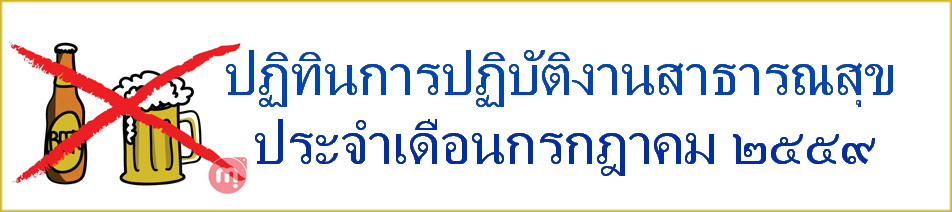 ปฏิทินการปฏิบัติงานสาธารณสุข
ประจำเดือนกรกฎาคม ๒๕๕๙